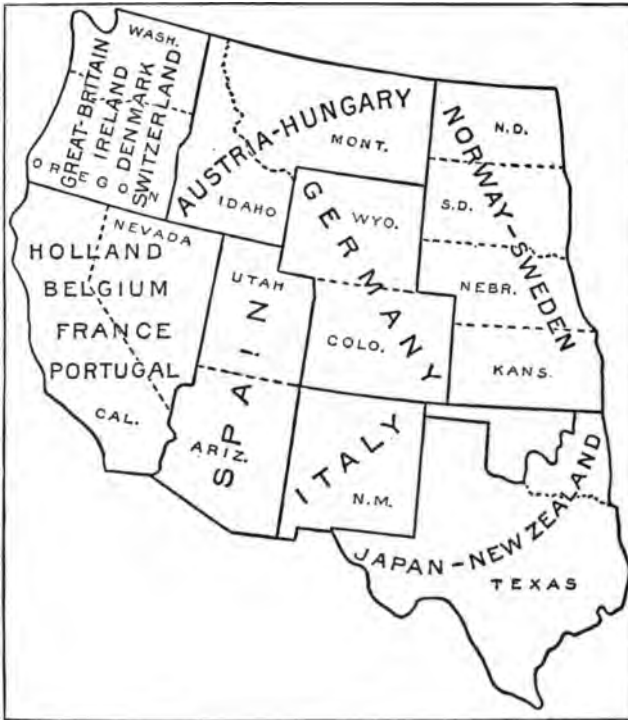 WASH.
GREAT-BRITAIN
IRELAND
DENMARK
SWITZERLAND
OREGON
AUSTRIA-HUNGARY
MONT.
IDAHO
NORWAY-SWEDEN
N.D.
S.D.
NEBR.
KANS.
GERMANY
WYO.
COLO.
NEVADA
HOLLAND
BELGIUM
FRANCE
PORTUGAL
CAL.
UTAH
SPAIN
ARIZ.
ITALY
N.M.
JAPAN-NEW ZEALAND
TEXAS